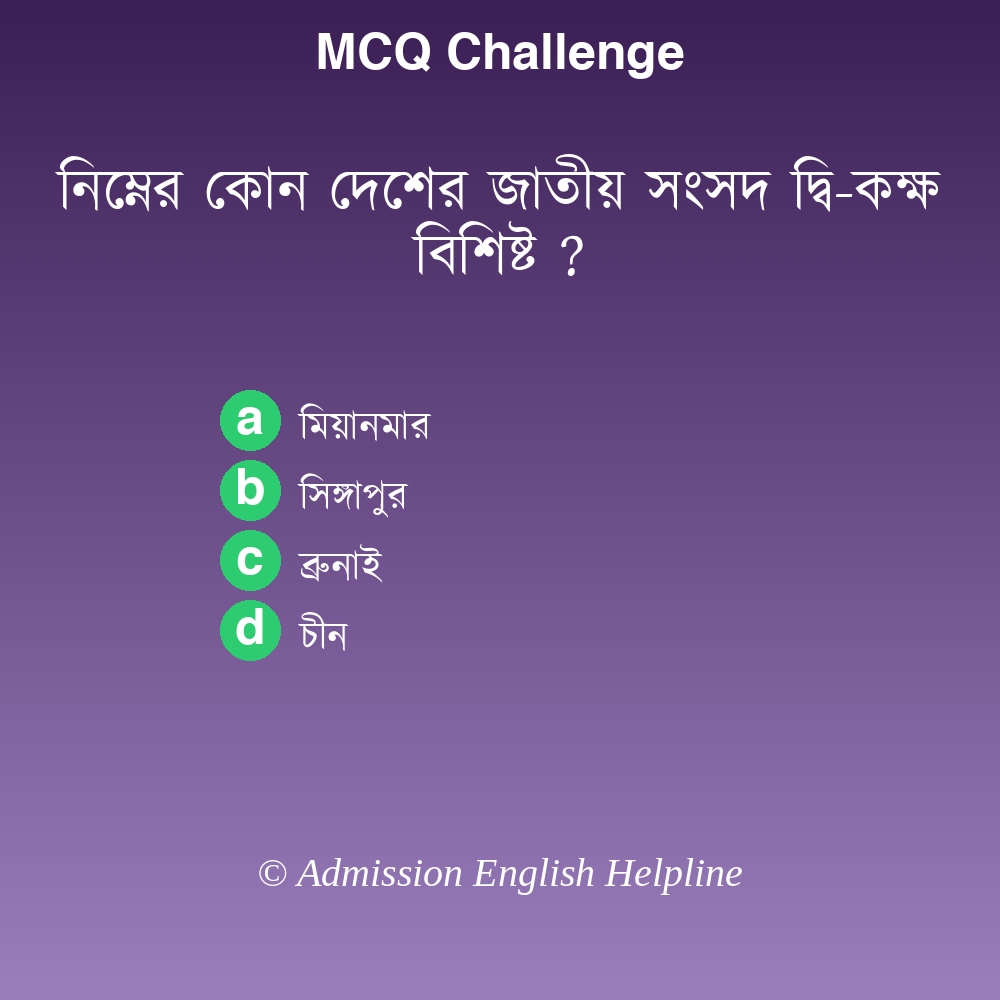 MCQ Challenge
নিম্নের কোন দেশের জাতীয় সংসদ দ্বি-কক্ষ
বিশিষ্ট ?
a মিয়ানমার
b সিঙ্গাপুর
c ব্রুনাই
d চীন
© Admission English Helpline